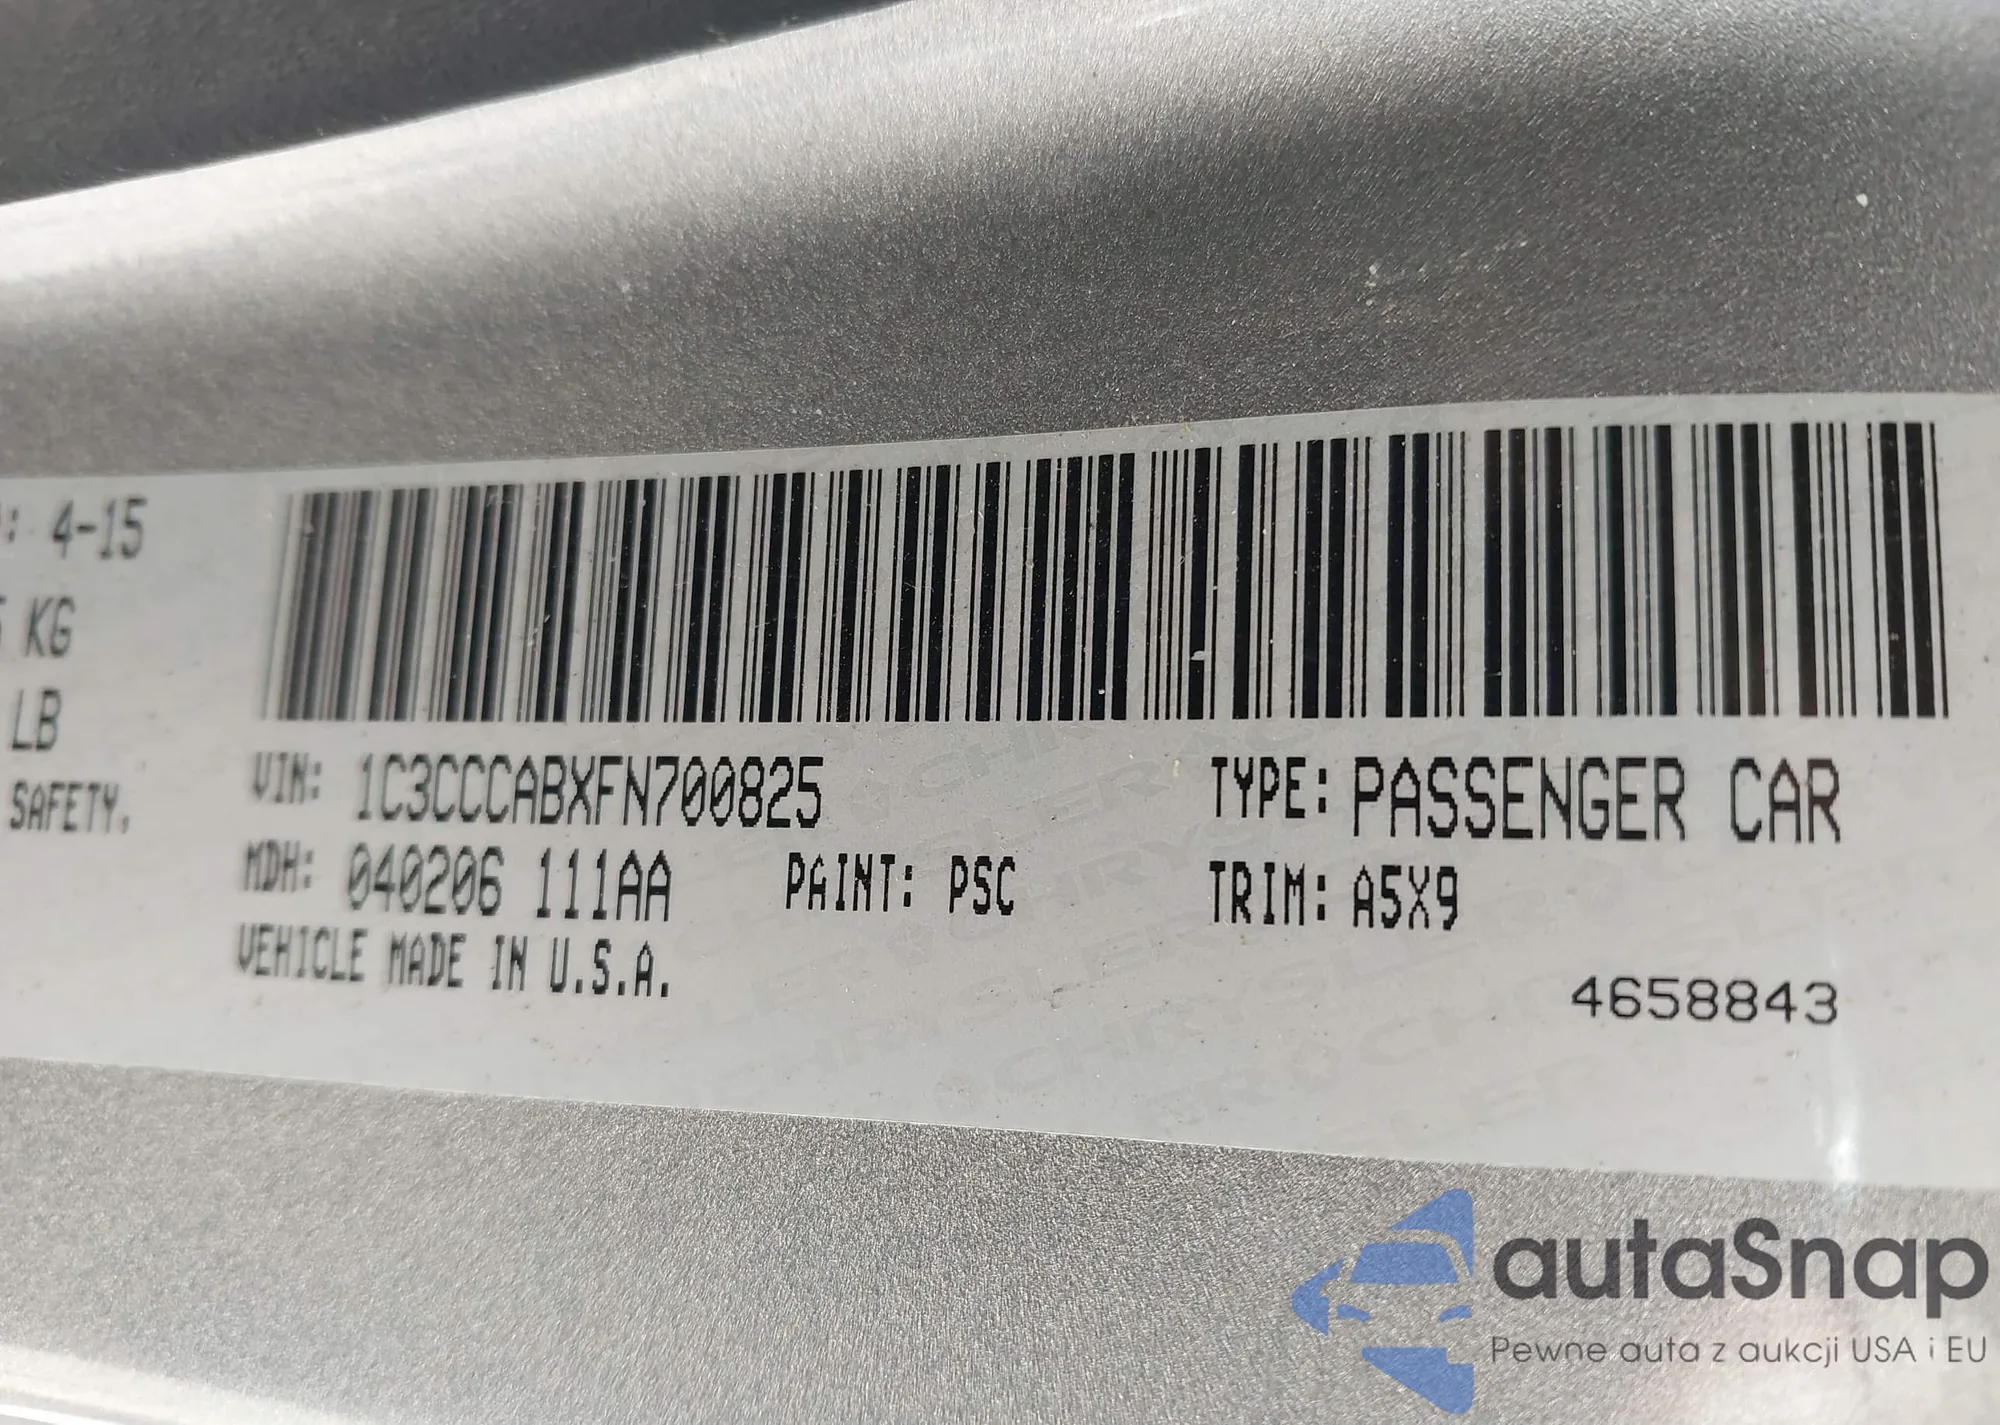 : 4-15
KG
LB
SAFETY.
VIN: 1C3CCCABXFN700825
TYPE: PASSENGER CAR
MDH: 040206 111AA
PAINT: PSC
TRIM: A5X9
VEHICLE MADE IN U.S.A.
4658843
autaSnap
Pewne auta z aukcji USA i EU